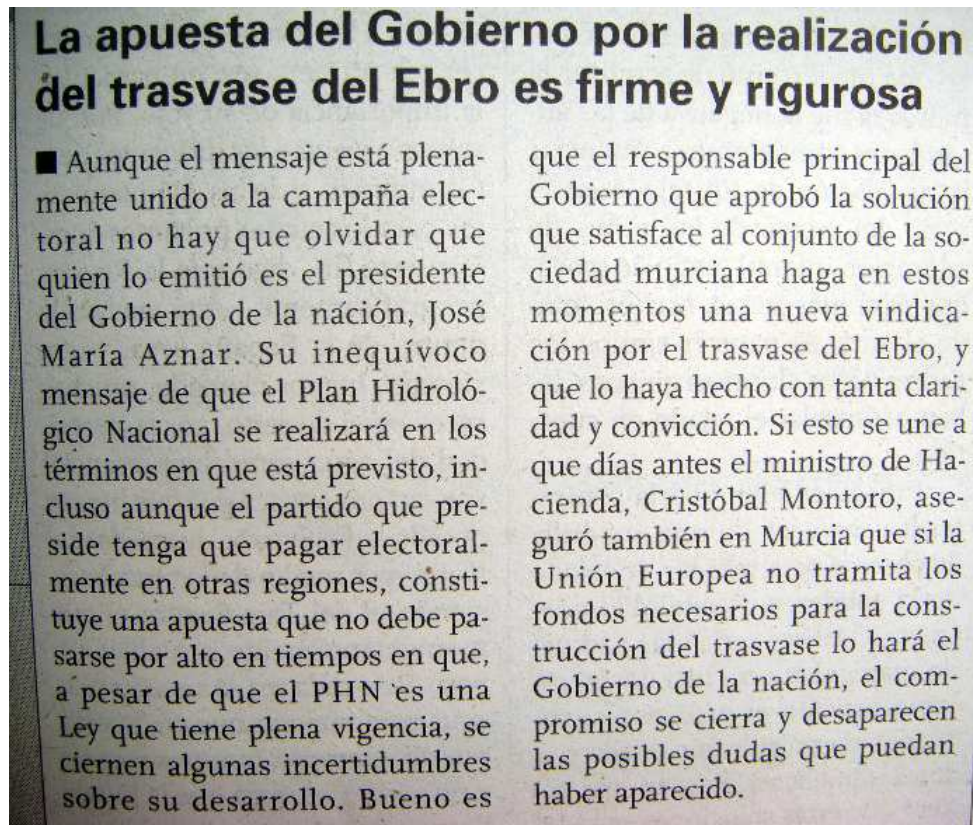 La apuesta del Gobierno por la realización
del trasvase del Ebro es firme y rigurosa
■ Aunque el mensaje está plena-
mente unido a la campaña elec-
toral no hay que olvidar que
quien lo emitió es el presidente
del Gobierno de la nación, José
María Aznar. Su inequívoco
mensaje de que el Plan Hidroló-
gico Nacional se realizará en los
términos en que está previsto, in-
cluso aunque el partido que pre-
side tenga que pagar electoral-
mente en otras regiones, consti-
tuye una apuesta que no debe pa-
sarse por alto en tiempos en que,
a pesar de que el PHN es una
Ley que tiene plena vigencia, se
ciernen algunas incertidumbres
sobre su desarrollo. Bueno es
que el responsable principal del
Gobierno que aprobó la solución
que satisface al conjunto de la so-
ciedad murciana haga en estos
momentos una nueva vindica-
ción por el trasvase del Ebro, y
que lo haya hecho con tanta clari-
dad y convicción. Si esto se une a
que días antes el ministro de Ha-
cienda, Cristóbal Montoro, ase-
guró también en Murcia que si la
Unión Europea no tramita los
fondos necesarios para la cons-
trucción del trasvase lo hará el
Gobierno de la nación, el com-
promiso se cierra y desaparecen
las posibles dudas que puedan
haber aparecido.